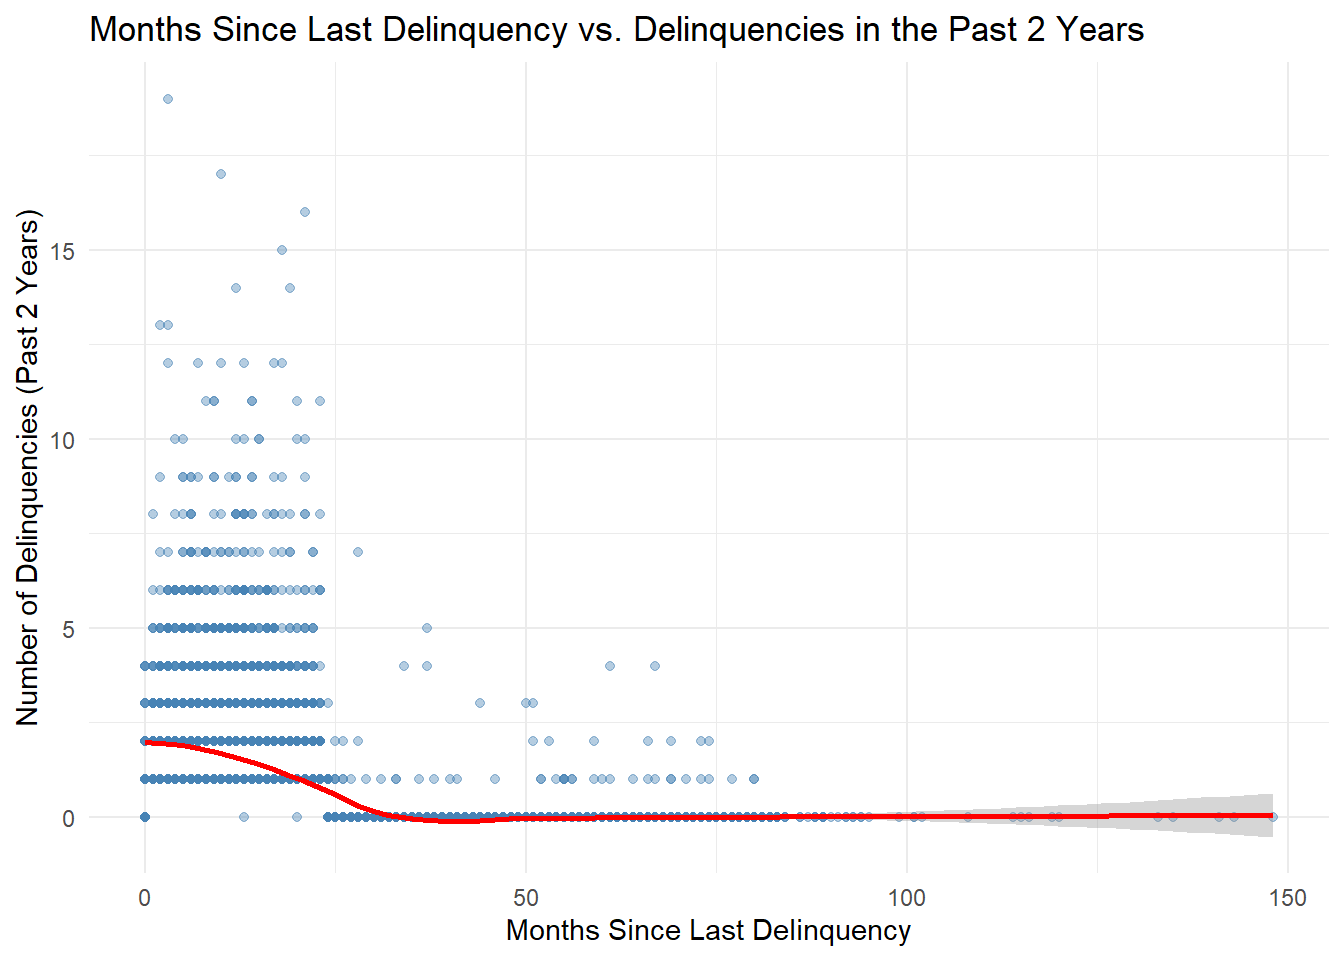 Months Since Last Delinquency vs. Delinquencies in the Past 2 Years
Number of Delinquencies (Past 2 Years)
15
10
5
0
0
50
100
150
Months Since Last Delinquency